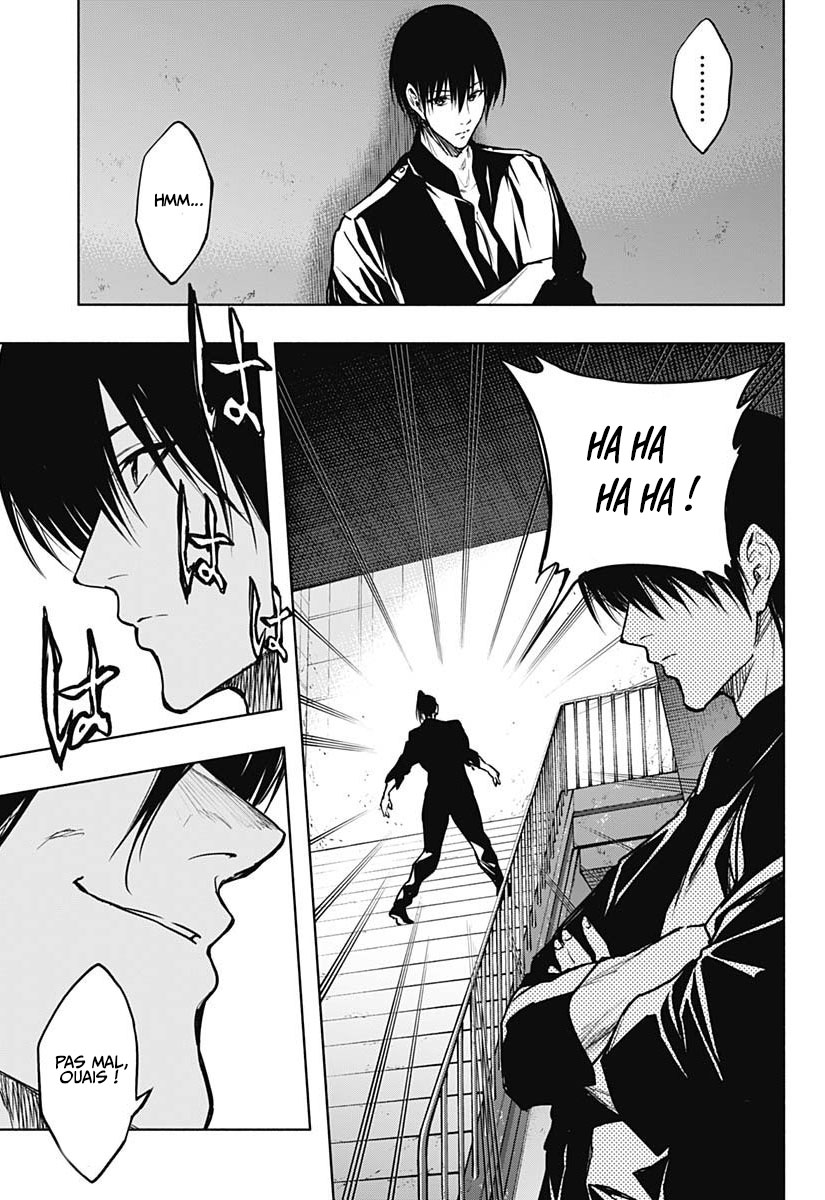 ………
HMM...
HA HA
HA HA !
は
は
は
は
PAS MAL,
OUAIS !